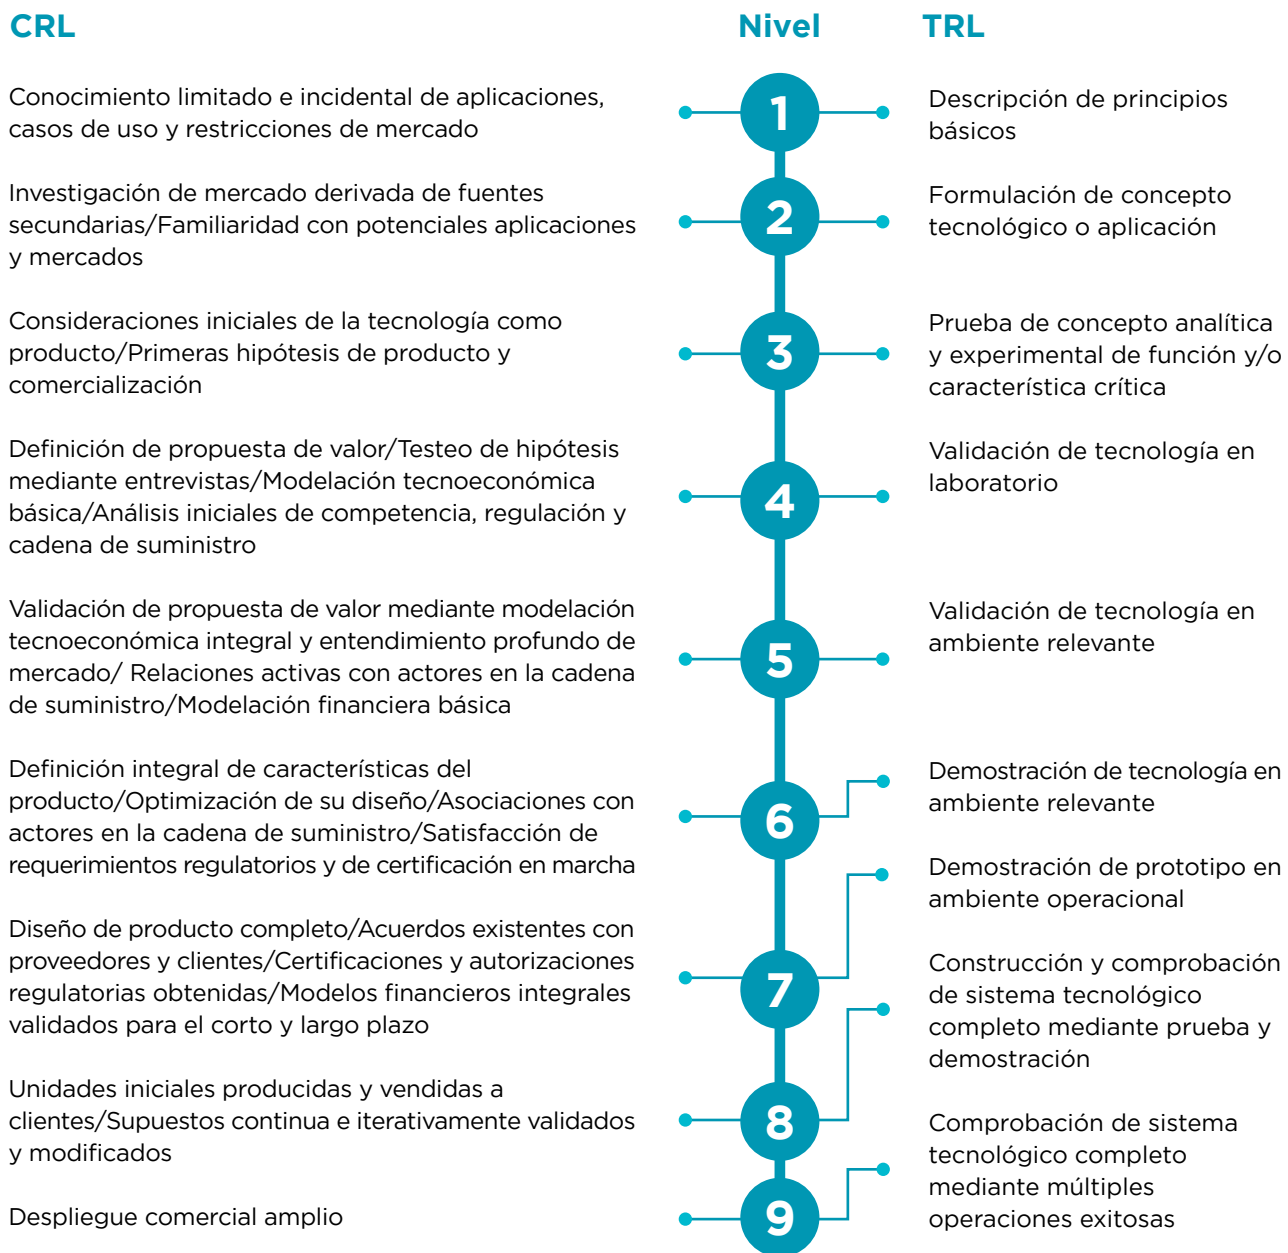 CRL
Nivel
TRL
Conocimiento limitado e incidental de aplicaciones,
casos de uso y restricciones de mercado
1
Descripción de principios
básicos
Investigación de mercado derivada de fuentes
secundarias/Familiaridad con potenciales aplicaciones
y mercados
2
Formulación de concepto
tecnológico o aplicación
Consideraciones iniciales de la tecnología como
producto/Primeras hipótesis de producto y
comercialización
3
Prueba de concepto analítica
y experimental de función y/o
característica crítica
Definición de propuesta de valor/Testeo de hipótesis
mediante entrevistas/Modelación tecnoeconómica
básica/Análisis iniciales de competencia, regulación y
cadena de suministro
4
Validación de tecnología en
laboratorio
Validación de propuesta de valor mediante modelación
tecnoeconómica integral y entendimiento profundo de
mercado/ Relaciones activas con actores en la cadena
de suministro/Modelación financiera básica
5
Validación de tecnología en
ambiente relevante
Definición integral de características del
producto/Optimización de su diseño/Asociaciones con
actores en la cadena de suministro/Satisfacción de
requerimientos regulatorios y de certificación en marcha
6
Demostración de tecnología en
ambiente relevante
Diseño de producto completo/Acuerdos existentes con
proveedores y clientes/Certificaciones y autorizaciones
regulatorias obtenidas/Modelos financieros integrales
validados para el corto y largo plazo
7
Demostración de prototipo en
ambiente operacional
Unidades iniciales producidas y vendidas a
clientes/Supuestos continua e iterativamente validados
y modificados
8
Construcción y comprobación
de sistema tecnológico
completo mediante prueba y
demostración
Despliegue comercial amplio
9
Comprobación de sistema
tecnológico completo
mediante múltiples
operaciones exitosas